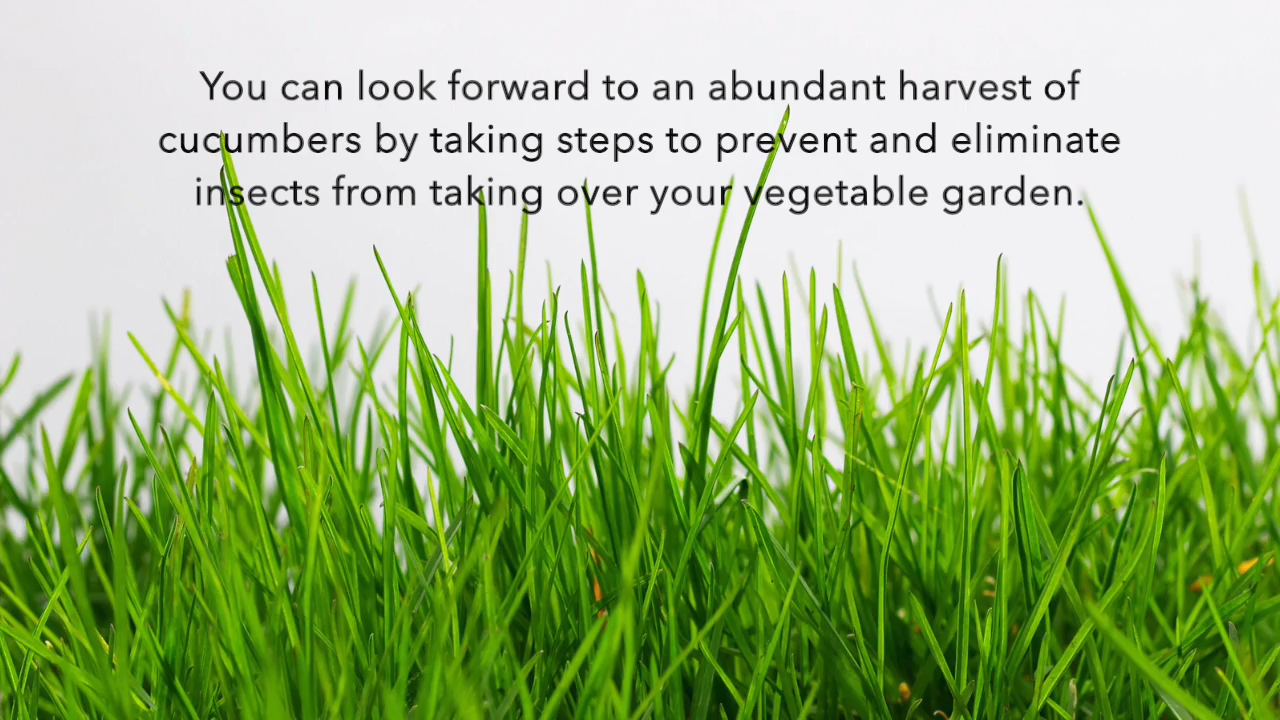 You can look forward to an abundant harvest of
cucumbers by taking steps to prevent and eliminate
insects from taking over your vegetable garden.